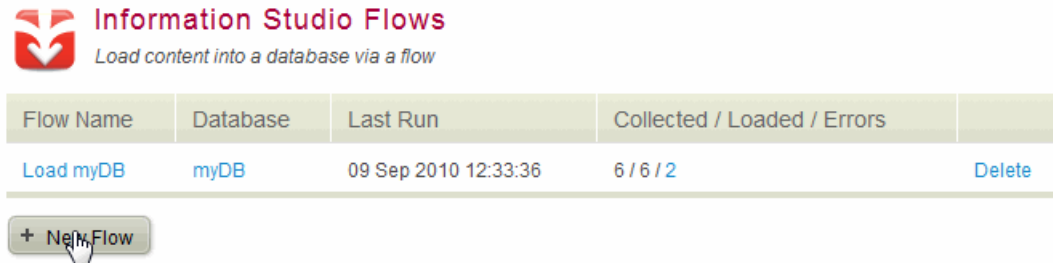 Information Studio Flows
Load content into a database via a flow
Flow Name Database Last Run Collected / Loaded / Errors
Load myDB myDB 09 Sep 2010 12:33:36 6 / 6 / 2 Delete
+ New Flow